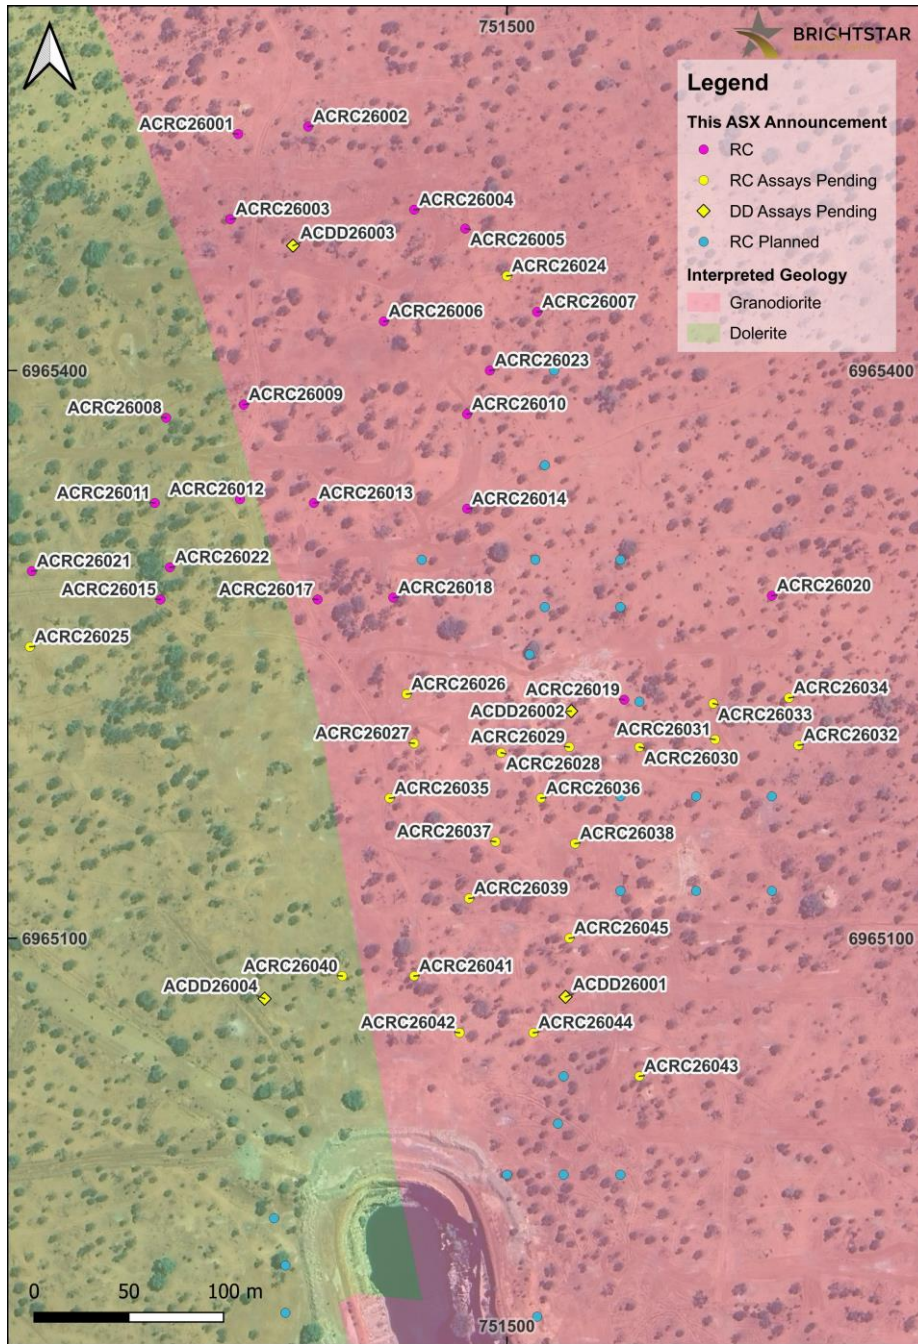 751500
BRIGHTSTAR
Legend
This ASX Announcement
RC
RC Assays Pending
DD Assays Pending
RC Planned
Interpreted Geology
Granodiorite
Dolerite
ACRC26001
ACRC26002
ACRC26003
ACRC26004
ACDD26003
ACRC26005
ACRC26024
ACRC26006
ACRC26007
6965400
ACRC26023
6965400
ACRC26008
ACRC26009
ACRC26010
ACRC26011
ACRC26012
ACRC26013
ACRC26014
ACRC26021
ACRC26022
ACRC26015
ACRC26017
ACRC26018
ACRC26020
ACRC26025
ACRC26026
ACRC26019
ACRC26034
ACDD26002
ACRC26033
ACRC26027
ACRC26029
ACRC26031
ACRC26032
ACRC26028
ACRC26030
ACRC26035
ACRC26036
ACRC26037
ACRC26038
ACRC26039
6965100
ACRC26045
6965100
ACRC26040
ACRC26041
ACDD26004
ACDD26001
ACRC26042
ACRC26044
ACRC26043
0 50 100 m
751500